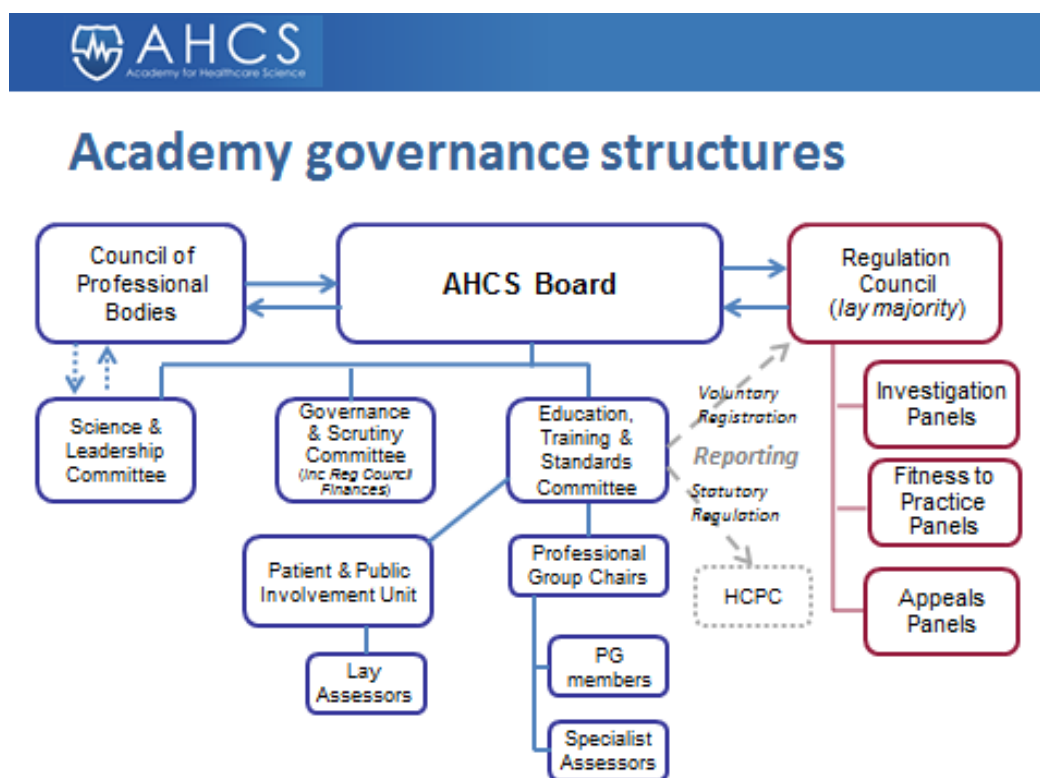 AHCS
Academy for Healthcare Science
Academy governance structures
Council of
Professional
Bodies
AHCS Board
Regulation
Council
(lay majority)
Science &
Leadership
Committee
Governance
& Scrutiny
Committee
(Inc Reg Council
Finances)
Education,
Training &
Standards
Committee
Voluntary
Registration
Reporting
Statutory
Regulation
Investigation
Panels
Fitness to
Practice
Panels
Appeals
Panels
Patient & Public
Involvement Unit
Professional
Group Chairs
HCPC
Lay
Assessors
PG
members
Specialist
Assessors